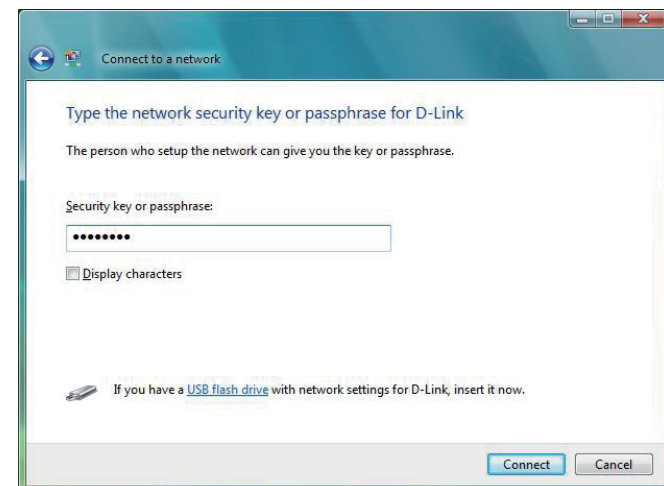 Connect to a network
Type the network security key or passphrase for D-Link
The person who setup the network can give you the key or passphrase.
Security key or passphrase:
••••••••
Display characters
If you have a USB flash drive with network settings for D-Link, insert it now.
Connect Cancel